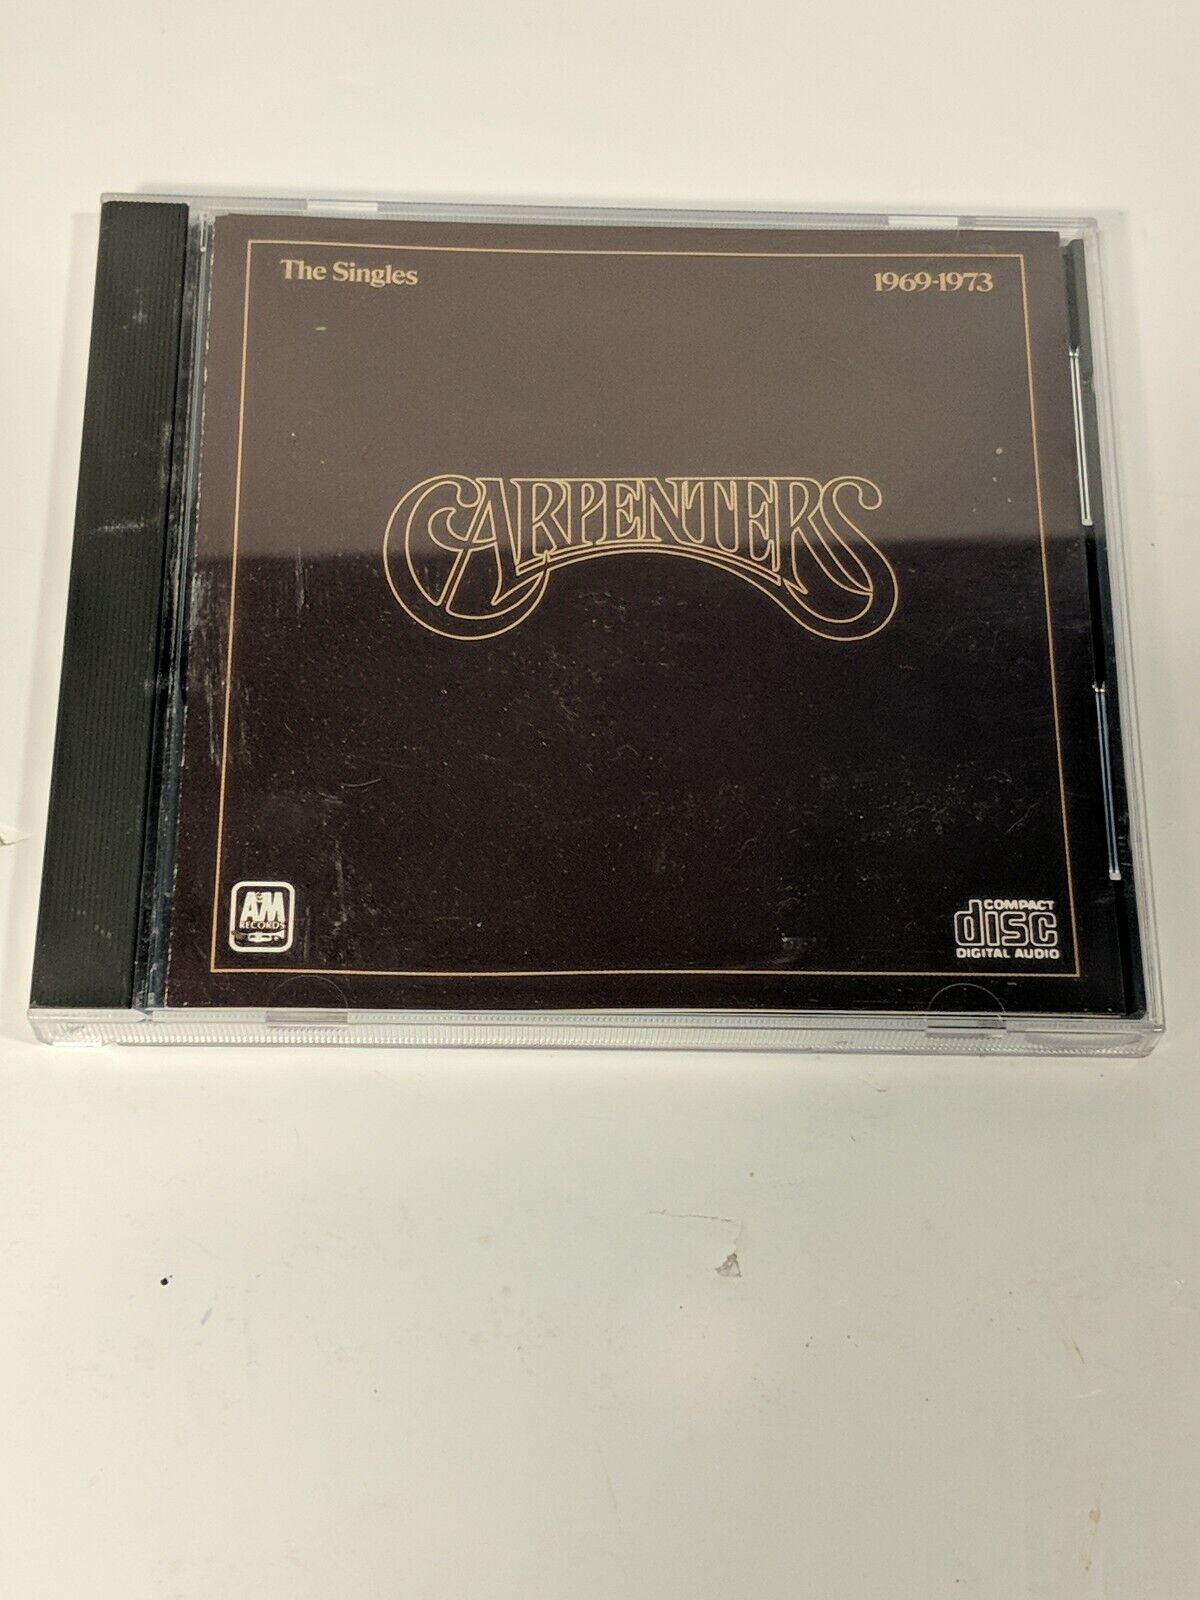 The Singles 1969-1973
CARPENTERS
A&M
RECORDS
COMPACT
disc
DIGITAL AUDIO